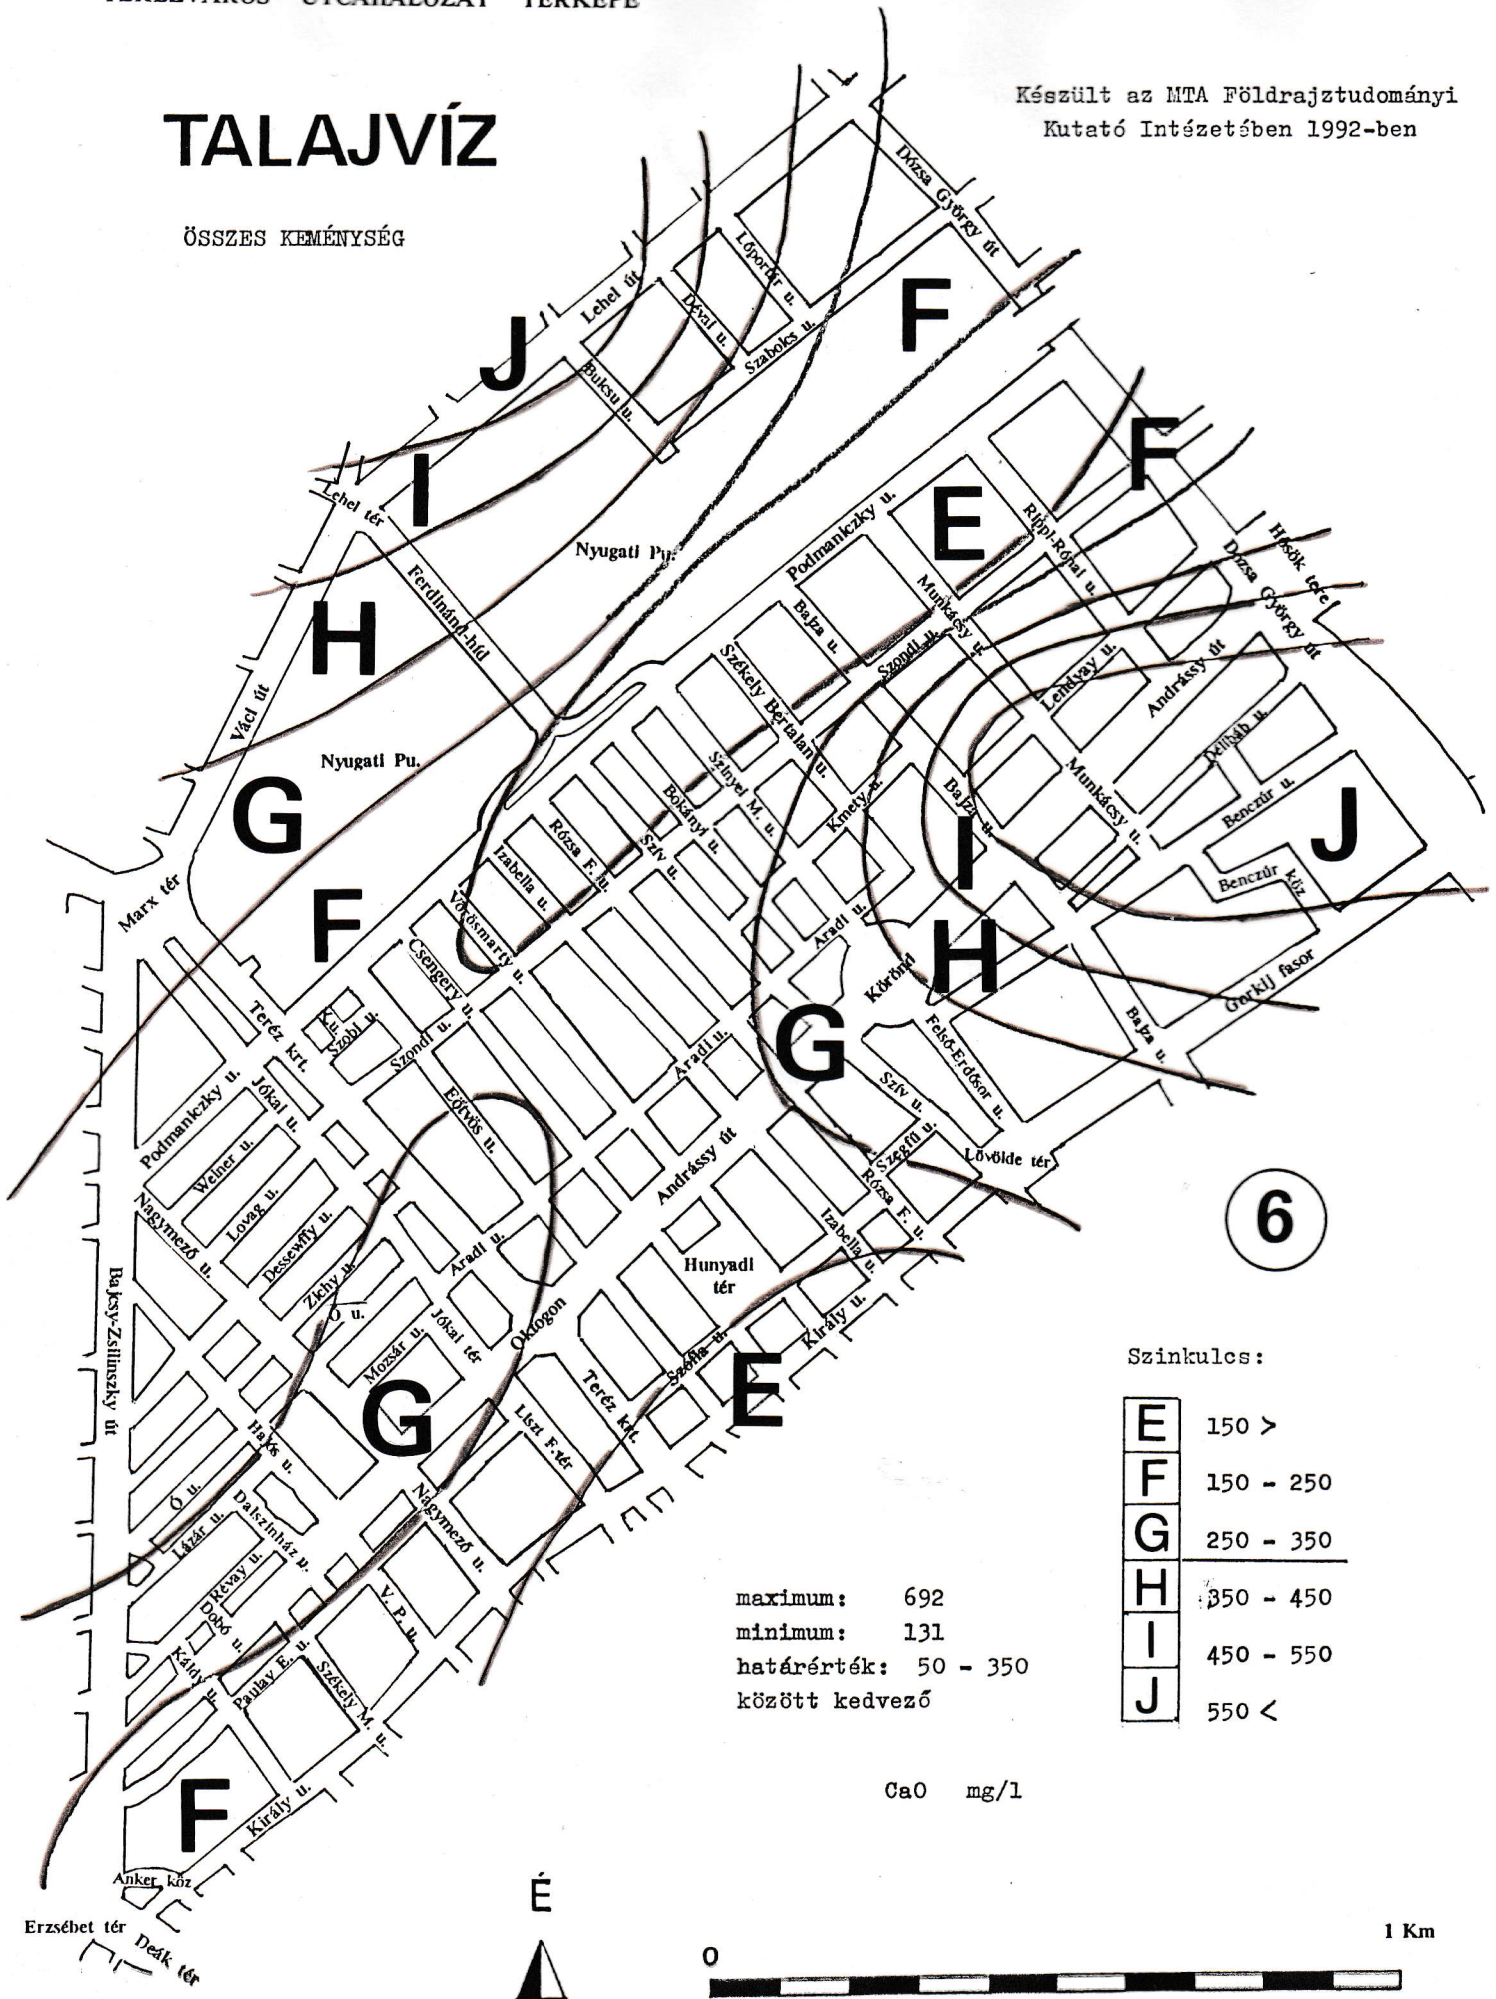 TERÉZVÁROS UTCAHÁLÓZAT TÉRKÉPE
TALAJVÍZ
ÖSSZES KEMÉNYSÉG
Készült az MTA Földrajztudományi
Kutató Intézetében 1992-ben
Dózsa György út
Lőportár u.
Lehel út
Dévai u.
Szabolcs u.
Bulcsu u.
J
F
I
F
Lehel tér
Nyugati Pu.
Ferdinánd-híd
E
Podmaniczky u.
Rippl-Rónai u.
Hősök tere
Dózsa György út
H
Bajza u.
Munkácsy u.
Szondi u.
Székely Bertalan u.
Lendvay u.
Andrássy út
Délibáb u.
Váci út
Nyugati Pu.
Szinyei M. u.
Munkácsy u.
Benczúr u.
G
Bokányi u.
Kmety u.
Bajza u.
I
J
Rózsa F. u.
Szív u.
Izabella u.
Benczúr köz
Marx tér
F
Vörösmarty u.
Aradi u.
H
Csengery u.
Körönd
Gorkij fasor
Teréz krt.
K. u.
Szobi u.
Szondi u.
G
Felső-Erdősor u.
Bajza u.
Aradi u.
Podmaniczky u.
Jókai u.
Eötvös u.
Szív u.
Weiner u.
Andrássy út
Szegfű u.
Lövölde tér
Nagymező u.
Lovag u.
Rózsa F. u.
6
Dessewffy u.
Aradi u.
Izabella u.
Zichy u.
Hunyadi
tér
Ó u.
Bajcsy-Zsilinszky út
Mozsár u.
Jókai tér
Oktogon
Király u.
Szófia u.
G
Teréz krt.
E
Liszt F. tér
Hajós u.
Ó u.
Dalszínház u.
Nagymező u.
Lázár u.
Révay u.
Dobó u.
V. P. u.
Káldy u.
Paulay E. u.
Székely M. u.
F
Király u.
Anker köz
Erzsébet tér
Deák tér
Szinkulcs:
E 150 >
F 150 - 250
G 250 - 350
H 350 - 450
I 450 - 550
J 550 <
maximum: 692
minimum: 131
határérték: 50 - 350
között kedvező
CaO mg/l
É
0
1 Km